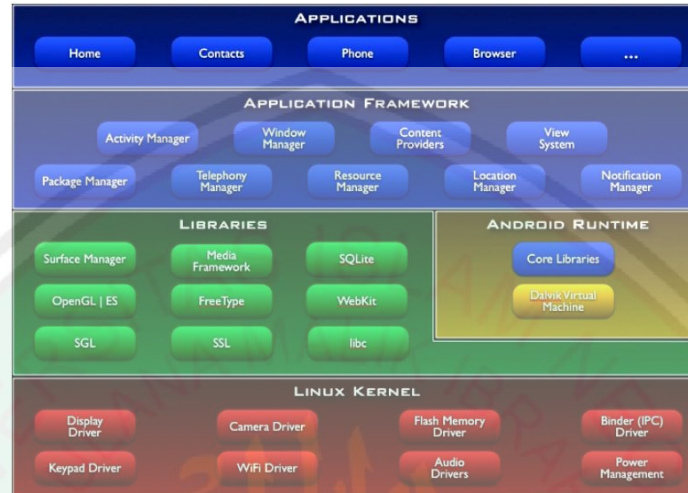 APPLICATIONS
Home
Contacts
Phone
Browser
...
APPLICATION FRAMEWORK
Activity Manager
Window
Manager
Content
Providers
View
System
Package Manager
Telephony
Manager
Resource
Manager
Location
Manager
Notification
Manager
LIBRARIES
Surface Manager
Media
Framework
SQLite
OpenGL | ES
FreeType
WebKit
SGL
SSL
libc
ANDROID RUNTIME
Core Libraries
Dalvik Virtual
Machine
LINUX KERNEL
Display
Driver
Camera Driver
Flash Memory
Driver
Binder (IPC)
Driver
Keypad Driver
WiFi Driver
Audio
Drivers
Power
Management